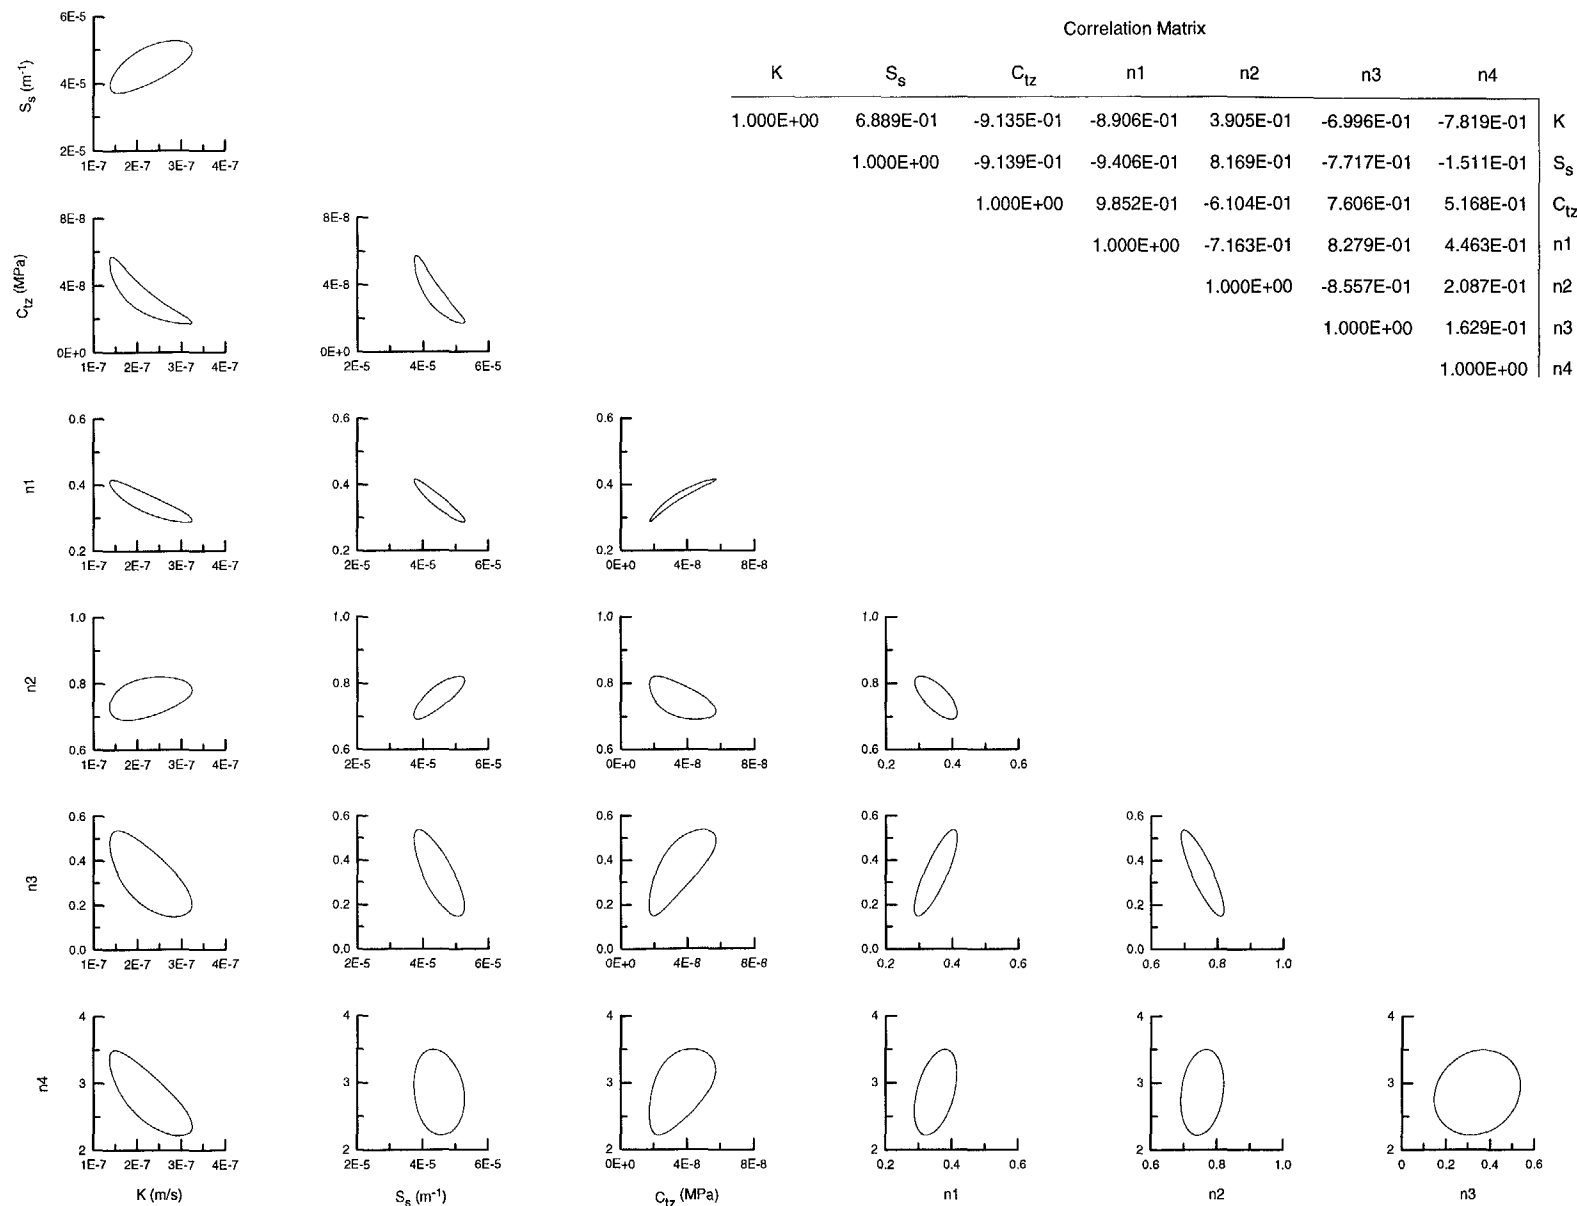 Correlation Matrix
K S_s C_tz n1 n2 n3 n4
1.000E+00 6.889E-01 -9.135E-01 -8.906E-01 3.905E-01 -6.996E-01 -7.819E-01 K
1.000E+00 -9.139E-01 -9.406E-01 8.169E-01 -7.717E-01 -1.511E-01 S_s
1.000E+00 9.852E-01 -6.104E-01 7.606E-01 5.168E-01 C_tz
1.000E+00 -7.163E-01 8.279E-01 4.463E-01 n1
1.000E+00 -8.557E-01 2.087E-01 n2
1.000E+00 1.629E-01 n3
1.000E+00 n4
6E-5
S_s (m⁻¹)
4E-5
2E-5
1E-7 2E-7 3E-7 4E-7
8E-8 8E-8
C_tz (MPa)
4E-8 4E-8
0E+0 0E+0
1E-7 2E-7 3E-7 4E-7 2E-5 4E-5 6E-5
0.6 0.6 0.6
n1
0.4 0.4 0.4
0.2 0.2 0.2
1E-7 2E-7 3E-7 4E-7 2E-5 4E-5 6E-5 0E+0 4E-8 8E-8
1.0 1.0 1.0 1.0
n2
0.8 0.8 0.8 0.8
0.6 0.6 0.6 0.6
1E-7 2E-7 3E-7 4E-7 2E-5 4E-5 6E-5 0E+0 4E-8 8E-8 0.2 0.4 0.6
0.6 0.6 0.6 0.6 0.6
n3
0.4 0.4 0.4 0.4 0.4
0.2 0.2 0.2 0.2 0.2
0.0 0.0 0.0 0.0 0.0
1E-7 2E-7 3E-7 4E-7 2E-5 4E-5 6E-5 0E+0 4E-8 8E-8 0.2 0.4 0.6 0.6 0.8 1.0
4 4 4 4 4 4
n4
3 3 3 3 3 3
2 2 2 2 2 2
1E-7 2E-7 3E-7 4E-7 2E-5 4E-5 6E-5 0E+0 4E-8 8E-8 0.2 0.4 0.6 0.6 0.8 1.0 0 0.2 0.4 0.6
K (m/s) S_s (m⁻¹) C_tz (MPa) n1 n2 n3